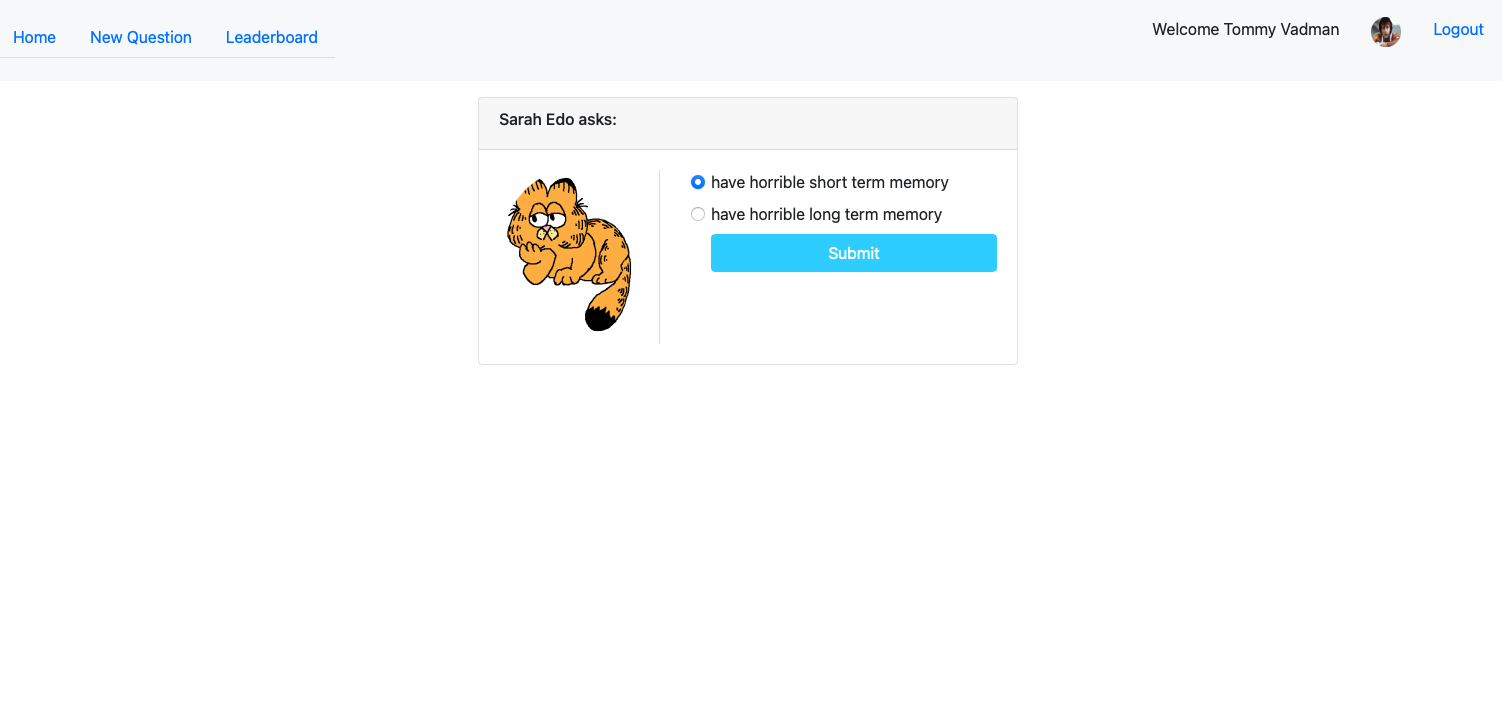 Home New Question Leaderboard Welcome Tommy Vadman Logout
Sarah Edo asks:
have horrible short term memory
have horrible long term memory
Submit